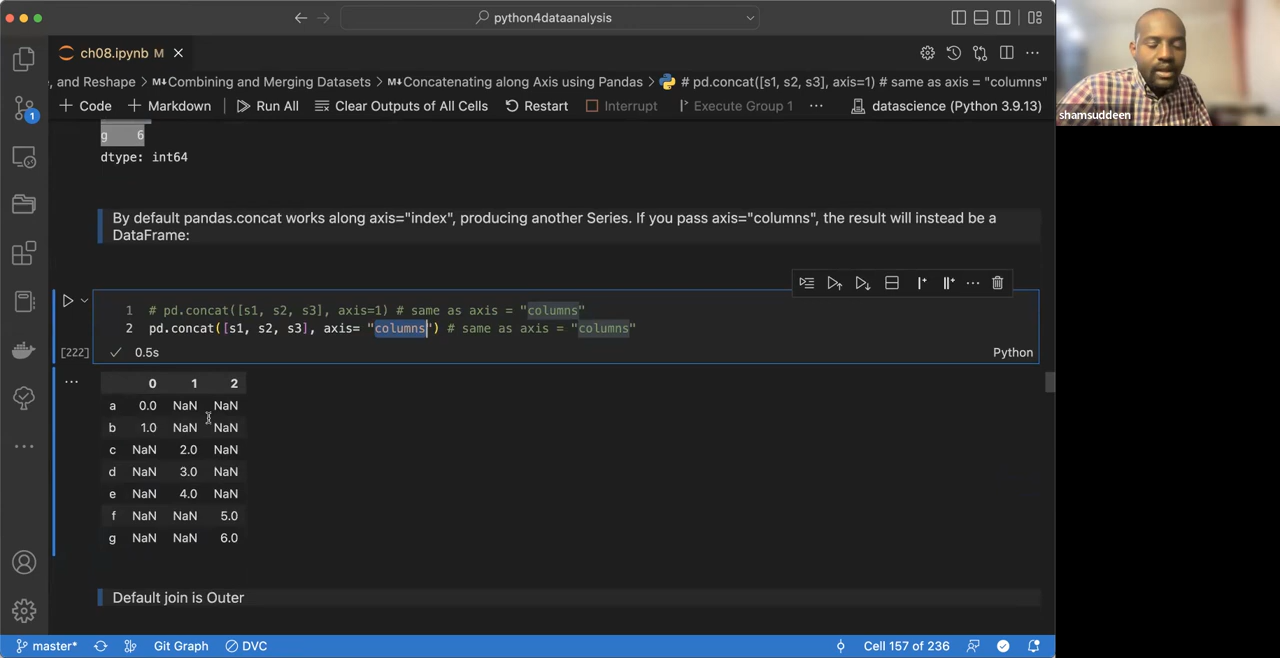 python4dataanalysis
ch08.ipynb M
e, and Reshape > M↓Combining and Merging Datasets > M↓Concatenating along Axis using Pandas > # pd.concat([s1, s2, s3], axis=1) # same as axis = "columns"
+ Code + Markdown Run All Clear Outputs of All Cells Restart Interrupt Execute Group 1 ... datascience (Python 3.9.13)
shamsuddeen
1
g 6
dtype: int64
By default pandas.concat works along axis="index", producing another Series. If you pass axis="columns", the result will instead be a
DataFrame:
1 # pd.concat([s1, s2, s3], axis=1) # same as axis = "columns"
2 pd.concat([s1, s2, s3], axis= "columns") # same as axis = "columns"
[222] 0.5s Python
0 1 2
a 0.0 NaN NaN
b 1.0 NaN NaN
c NaN 2.0 NaN
d NaN 3.0 NaN
e NaN 4.0 NaN
f NaN NaN 5.0
g NaN NaN 6.0
Default join is Outer
master* Git Graph DVC Cell 157 of 236